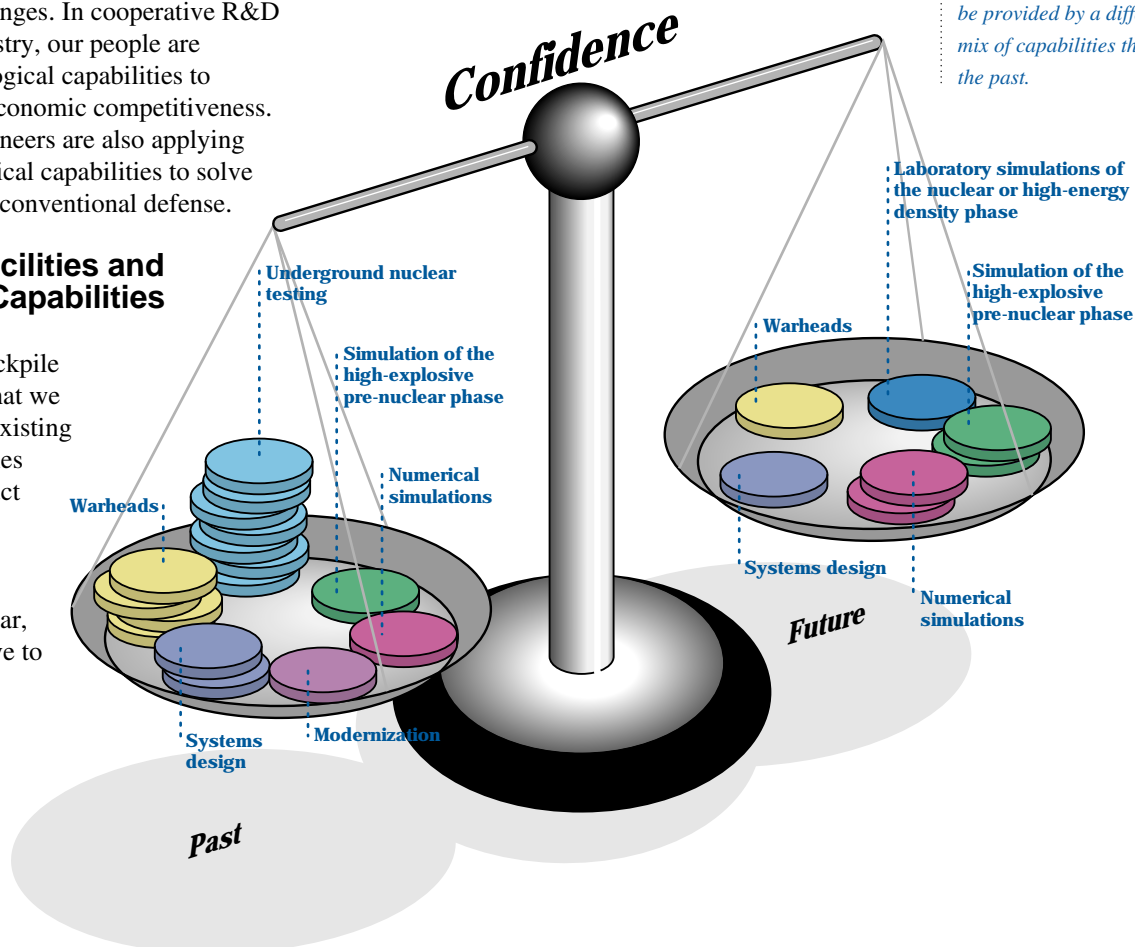 nges. In cooperative R&D
stry, our people are
ogical capabilities to
economic competitiveness.
neers are also applying
ical capabilities to solve
conventional defense.
cilities and
Capabilities
ckpile
hat we
xisting
es
ct
ar,
ve to
be provided by a diff
mix of capabilities th
the past.
Confidence
Underground nuclear
testing
Simulation of the
high-explosive
pre-nuclear phase
Numerical
simulations
Warheads
Systems
design
Modernization
Past
Laboratory simulations of
the nuclear or high-energy
density phase
Simulation of the
high-explosive
pre-nuclear phase
Warheads
Systems design
Numerical
simulations
Future